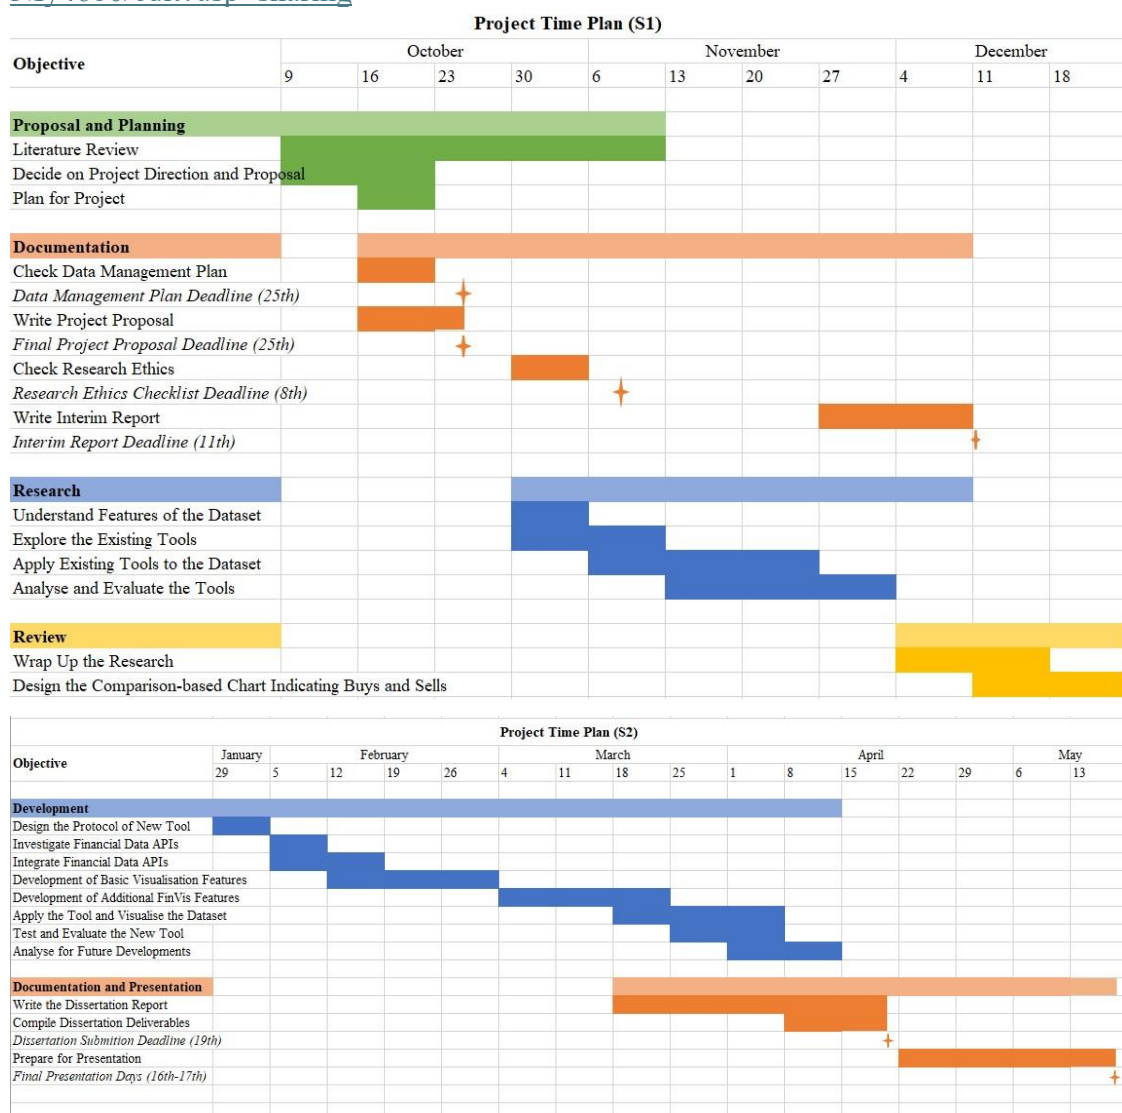 Project Time Plan (S1)
Objective October November December
9 16 23 30 6 13 20 27 4 11 18
Proposal and Planning
Literature Review
Decide on Project Direction and Proposal
Plan for Project
Documentation
Check Data Management Plan
Data Management Plan Deadline (25th)
Write Project Proposal
Final Project Proposal Deadline (25th)
Check Research Ethics
Research Ethics Checklist Deadline (8th)
Write Interim Report
Interim Report Deadline (11th)
Research
Understand Features of the Dataset
Explore the Existing Tools
Apply Existing Tools to the Dataset
Analyse and Evaluate the Tools
Review
Wrap Up the Research
Design the Comparison-based Chart Indicating Buys and Sells
Project Time Plan (S2)
Objective January February March April May
29 5 12 19 26 4 11 18 25 1 8 15 22 29 6 13
Development
Design the Protocol of New Tool
Investigate Financial Data APIs
Integrate Financial Data APIs
Development of Basic Visualisation Features
Development of Additional FinVis Features
Apply the Tool and Visualise the Dataset
Test and Evaluate the New Tool
Analyse for Future Developments
Documentation and Presentation
Write the Dissertation Report
Compile Dissertation Deliverables
Dissertation Submition Deadline (19th)
Prepare for Presentation
Final Presentation Days (16th-17th)